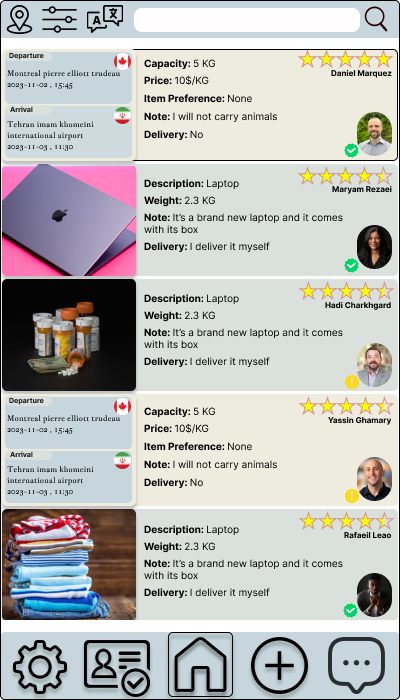 A 文
Departure
Montreal pierre elliott trudeau
2023-11-02 , 15:45
Arrival
Tehran imam khomeini
international airport
2023-11-03 , 11:30
Capacity: 5 KG
Price: 10$/KG
Item Preference: None
Note: I will not carry animals
Delivery: No
Daniel Marquez
Description: Laptop
Weight: 2.3 KG
Note: It's a brand new laptop and it comes
with its box
Delivery: I deliver it myself
Maryam Rezaei
Description: Laptop
Weight: 2.3 KG
Note: It's a brand new laptop and it comes
with its box
Delivery: I deliver it myself
Hadi Charkhgard
Departure
Montreal pierre elliott trudeau
2023-11-02 , 15:45
Arrival
Tehran imam khomeini
international airport
2023-11-03 , 11:30
Capacity: 5 KG
Price: 10$/KG
Item Preference: None
Note: I will not carry animals
Delivery: No
Yassin Ghamary
Description: Laptop
Weight: 2.3 KG
Note: It's a brand new laptop and it comes
with its box
Delivery: I deliver it myself
Rafaeil Leao